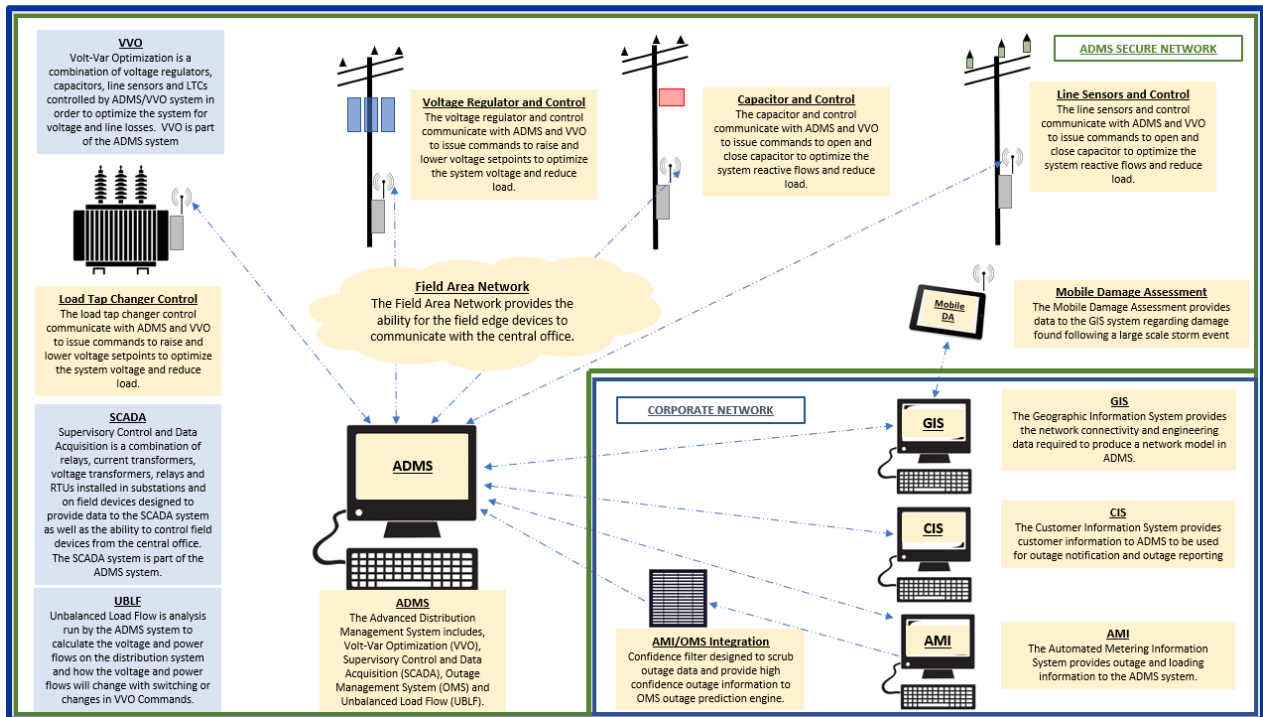 VVO
Volt-Var Optimization is a
combination of voltage regulators,
capacitors, line sensors and LTCs
controlled by ADMS/VVO system in
order to optimize the system for
voltage and line losses. VVO is part
of the ADMS system
Voltage Regulator and Control
The voltage regulator and control
communicate with ADMS and VVO
to issue commands to raise and
lower voltage setpoints to optimize
the system voltage and reduce
load.
Capacitor and Control
The capacitor and control
communicate with ADMS and VVO
to issue commands to open and
close capacitor to optimize the
system reactive flows and reduce
load.
ADMS SECURE NETWORK
Line Sensors and Control
The line sensors and control
communicate with ADMS and VVO
to issue commands to open and
close capacitor to optimize the
system reactive flows and reduce
load.
Load Tap Changer Control
The load tap changer control
communicate with ADMS and VVO
to issue commands to raise and
lower voltage setpoints to optimize
the system voltage and reduce
load.
Field Area Network
The Field Area Network provides the
ability for the field edge devices to
communicate with the central office.
Mobile
DA
Mobile Damage Assessment
The Mobile Damage Assessment provides
data to the GIS system regarding damage
found following a large scale storm event
SCADA
Supervisory Control and Data
Acquisition is a combination of
relays, current transformers,
voltage transformers, relays and
RTUs installed in substations and
on field devices designed to
provide data to the SCADA system
as well as the ability to control field
devices from the central office.
The SCADA system is part of the
ADMS system.
UBLF
Unbalanced Load Flow is analysis
run by the ADMS system to
calculate the voltage and power
flows on the distribution system
and how the voltage and power
flows will change with switching or
changes in VVO Commands.
ADMS
ADMS
The Advanced Distribution
Management System includes,
Volt-Var Optimization (VVO),
Supervisory Control and Data
Acquisition (SCADA), Outage
Management System (OMS) and
Unbalanced Load Flow (UBLF).
CORPORATE NETWORK
GIS
GIS
The Geographic Information System provides
the network connectivity and engineering
data required to produce a network model in
ADMS.
CIS
CIS
The Customer Information System provides
customer information to ADMS to be used
for outage notification and outage reporting
AMI/OMS Integration
Confidence filter designed to scrub
outage data and provide high
confidence outage information to
OMS outage prediction engine.
AMI
AMI
The Automated Metering Information
System provides outage and loading
information to the ADMS system.